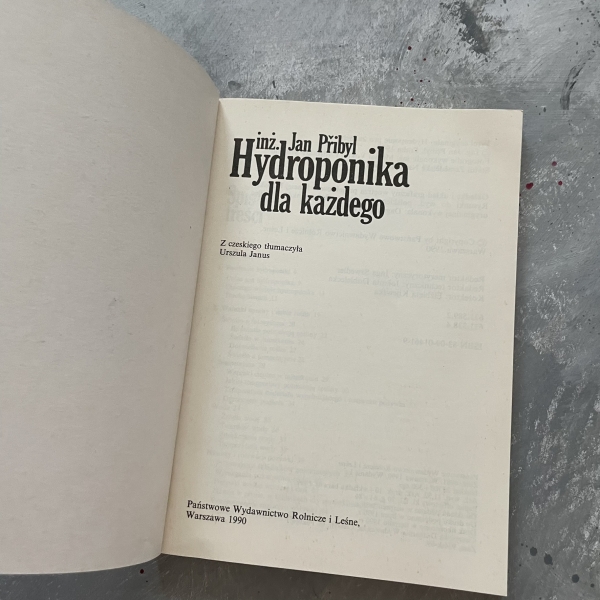 inż. Jan Přibyl
Hydroponika
dla każdego
Z czeskiego tłumaczyła
Urszula Janus
Państwowe Wydawnictwo Rolnicze i Leśne,
Warszawa 1990